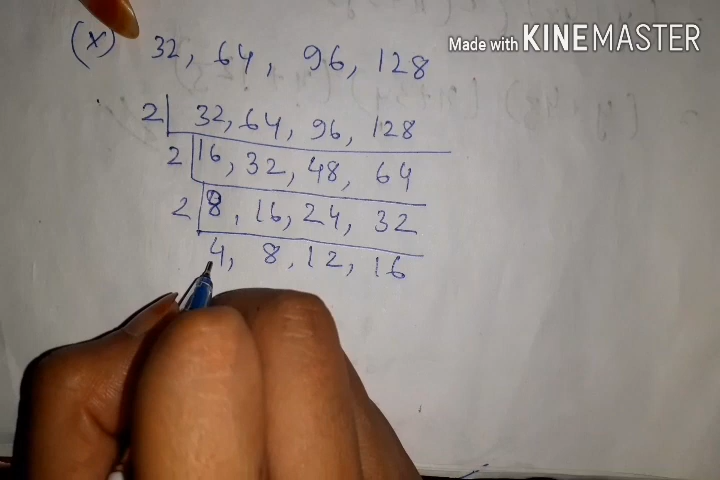 Made with KINEMASTER
(x) 32, 64, 96, 128
2 32, 64, 96, 128
2 16, 32, 48, 64
2 8, 16, 24, 32
4, 8, 12, 16